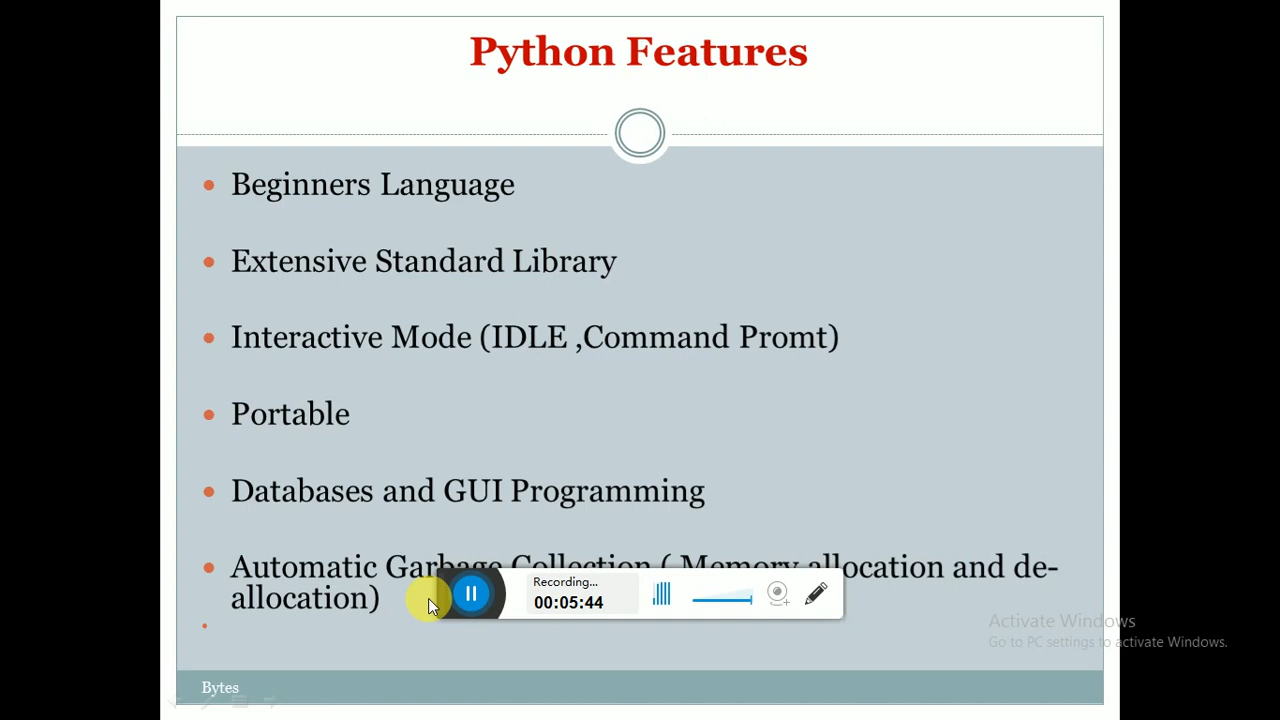 Python Features
Beginners Language
Extensive Standard Library
Interactive Mode (IDLE ,Command Promt)
Portable
Databases and GUI Programming
Automatic Garbage Collection ( Memory allocation and de-
allocation)
Recording...
00:05:44
Activate Windows
Go to PC settings to activate Windows.
Bytes